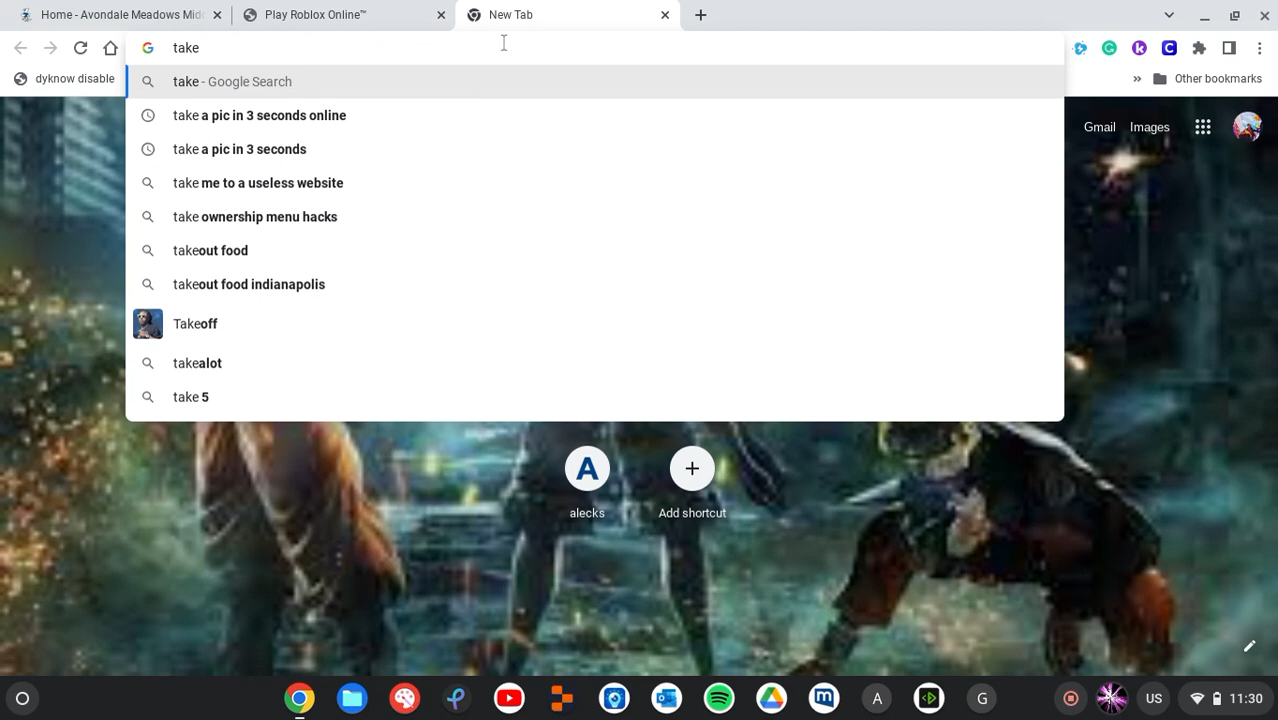 Home - Avondale Meadows Mid
Play Roblox Online™
New Tab
take
dyknow disable
Other bookmarks
take - Google Search
take a pic in 3 seconds online
take a pic in 3 seconds
take me to a useless website
take ownership menu hacks
takeout food
takeout food indianapolis
Takeoff
takealot
take 5
Gmail
Images
A
alecks
Add shortcut
A
G
US
11:30